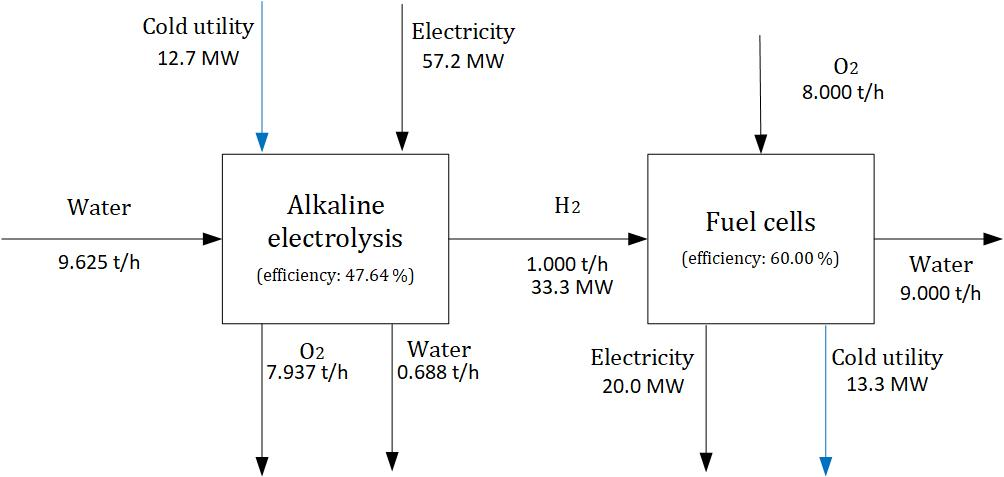 Cold utility
12.7 MW
Electricity
57.2 MW
O2
8.000 t/h
Water
9.625 t/h
Alkaline
electrolysis
(efficiency: 47.64 %)
H2
1.000 t/h
33.3 MW
Fuel cells
(efficiency: 60.00 %)
Water
9.000 t/h
O2
7.937 t/h
Water
0.688 t/h
Electricity
20.0 MW
Cold utility
13.3 MW